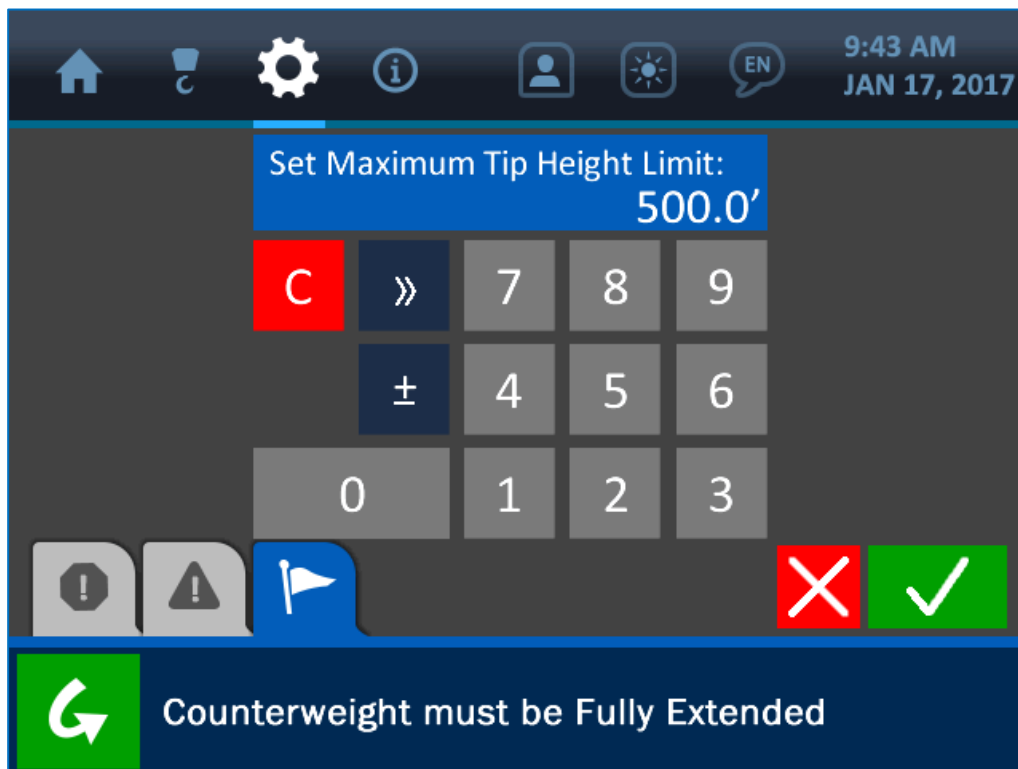 EN
9:43 AM
JAN 17, 2017
Set Maximum Tip Height Limit:
500.0’
C » 7 8 9
± 4 5 6
0 1 2 3
! !
Counterweight must be Fully Extended